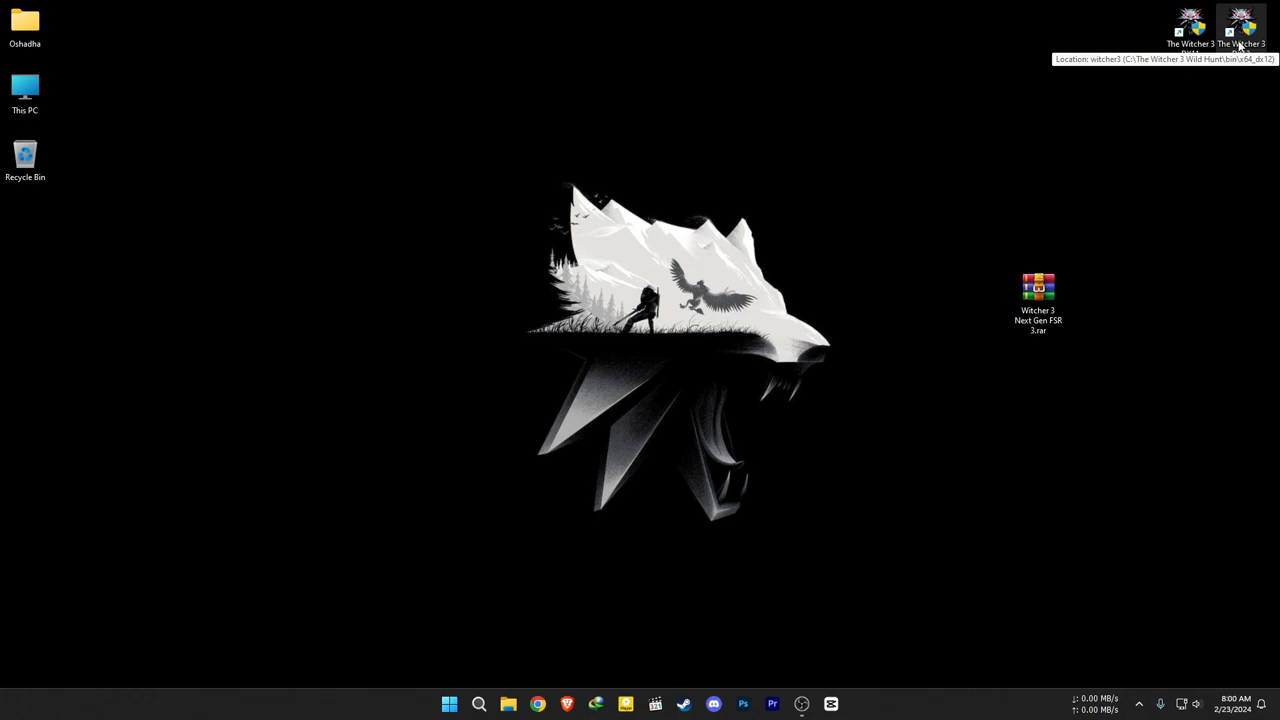 Oshadha
This PC
Recycle Bin
The Witcher 3
The Witcher 3
Location: witcher3 (C:\The Witcher 3 Wild Hunt\bin\x64_dx12)
Witcher 3
Next Gen FSR
3.rar
Ps
Pr
↓: 0.00 MB/s
↑: 0.00 MB/s
8:00 AM
2/23/2024